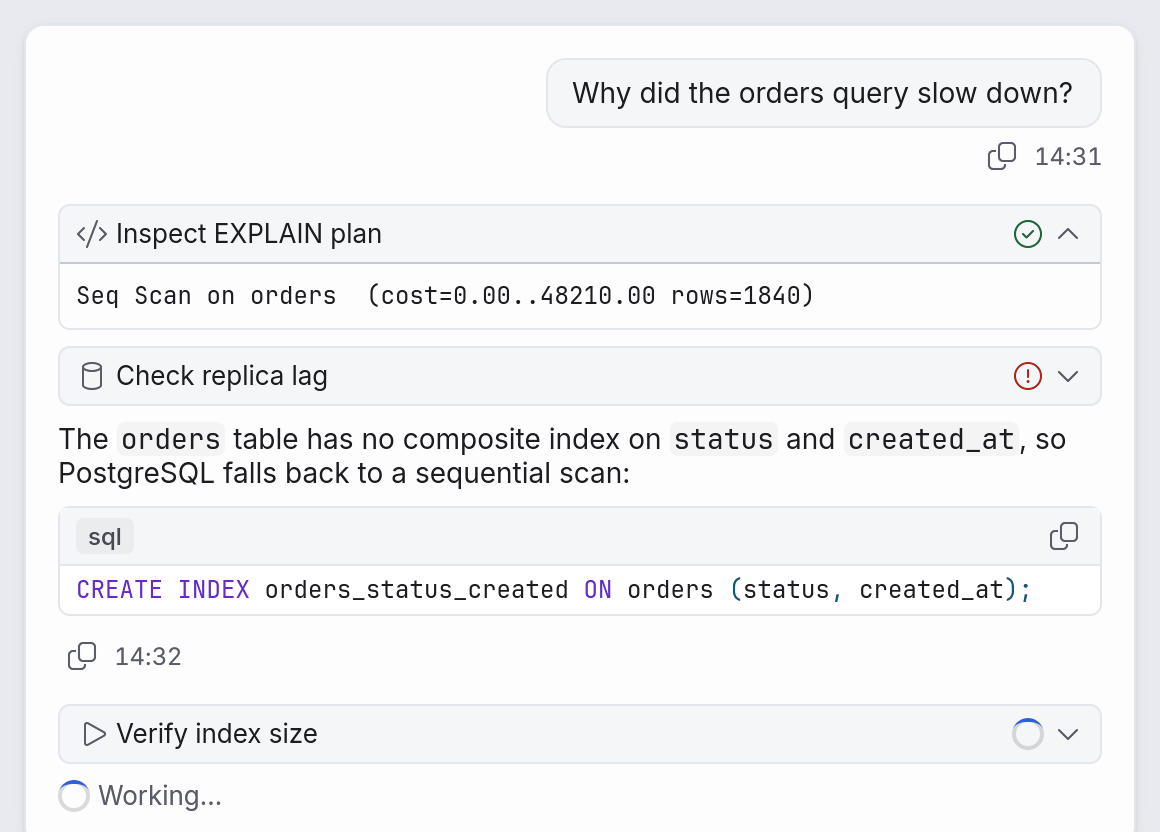 Why did the orders query slow down?
14:31
Inspect EXPLAIN plan
Seq Scan on orders  (cost=0.00..48210.00 rows=1840)
Check replica lag
The orders table has no composite index on status and created_at, so
PostgreSQL falls back to a sequential scan:
sql
CREATE INDEX orders_status_created ON orders (status, created_at);
14:32
Verify index size
Working...